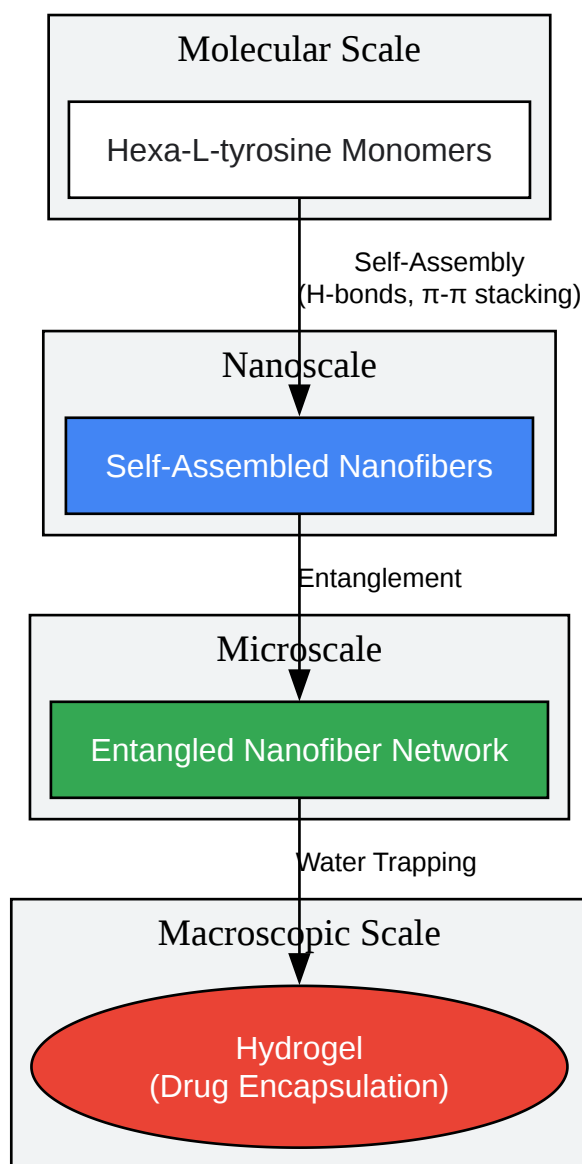 Molecular Scale
Hexa-L-tyrosine Monomers
Self-Assembly
(H-bonds, π-π stacking)
Nanoscale
Self-Assembled Nanofibers
Entanglement
Microscale
Entangled Nanofiber Network
Water Trapping
Macroscopic Scale
Hydrogel
(Drug Encapsulation)